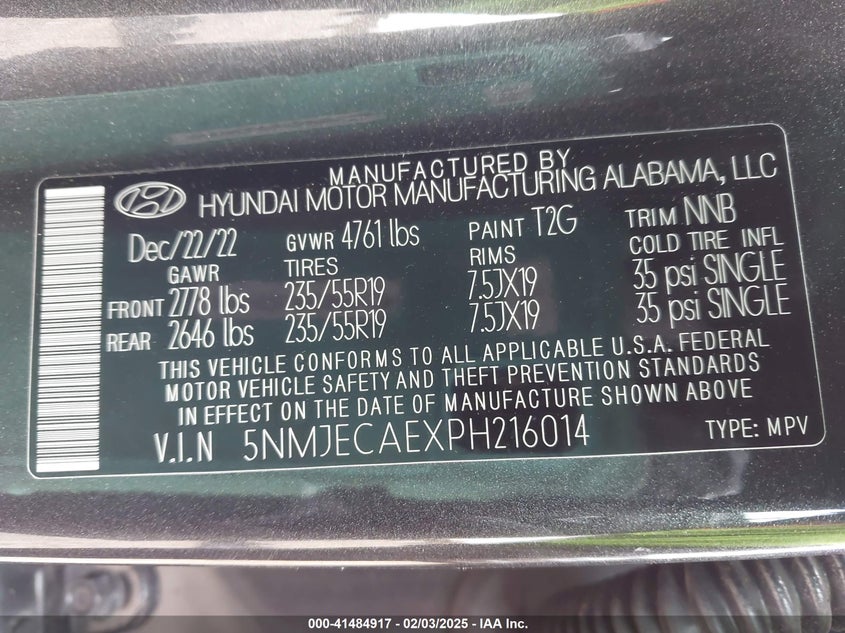 MANUFACTURED BY
HYUNDAI MOTOR MANUFACTURING ALABAMA, LLC
Dec/22/22 GVWR 4761 lbs PAINT T2G TRIM NNB
GAWR TIRES RIMS COLD TIRE INFL
FRONT 2778 lbs 235/55R19 7.5JX19 35 psi SINGLE
REAR 2646 lbs 235/55R19 7.5JX19 35 psi SINGLE
THIS VEHICLE CONFORMS TO ALL APPLICABLE U.S.A. FEDERAL
MOTOR VEHICLE SAFETY AND THEFT PREVENTION STANDARDS
IN EFFECT ON THE DATE OF MANUFACTURE SHOWN ABOVE
V.I.N 5NMJECAEXPH216014 TYPE: MPV
000-41484917 - 02/03/2025 - IAA Inc.